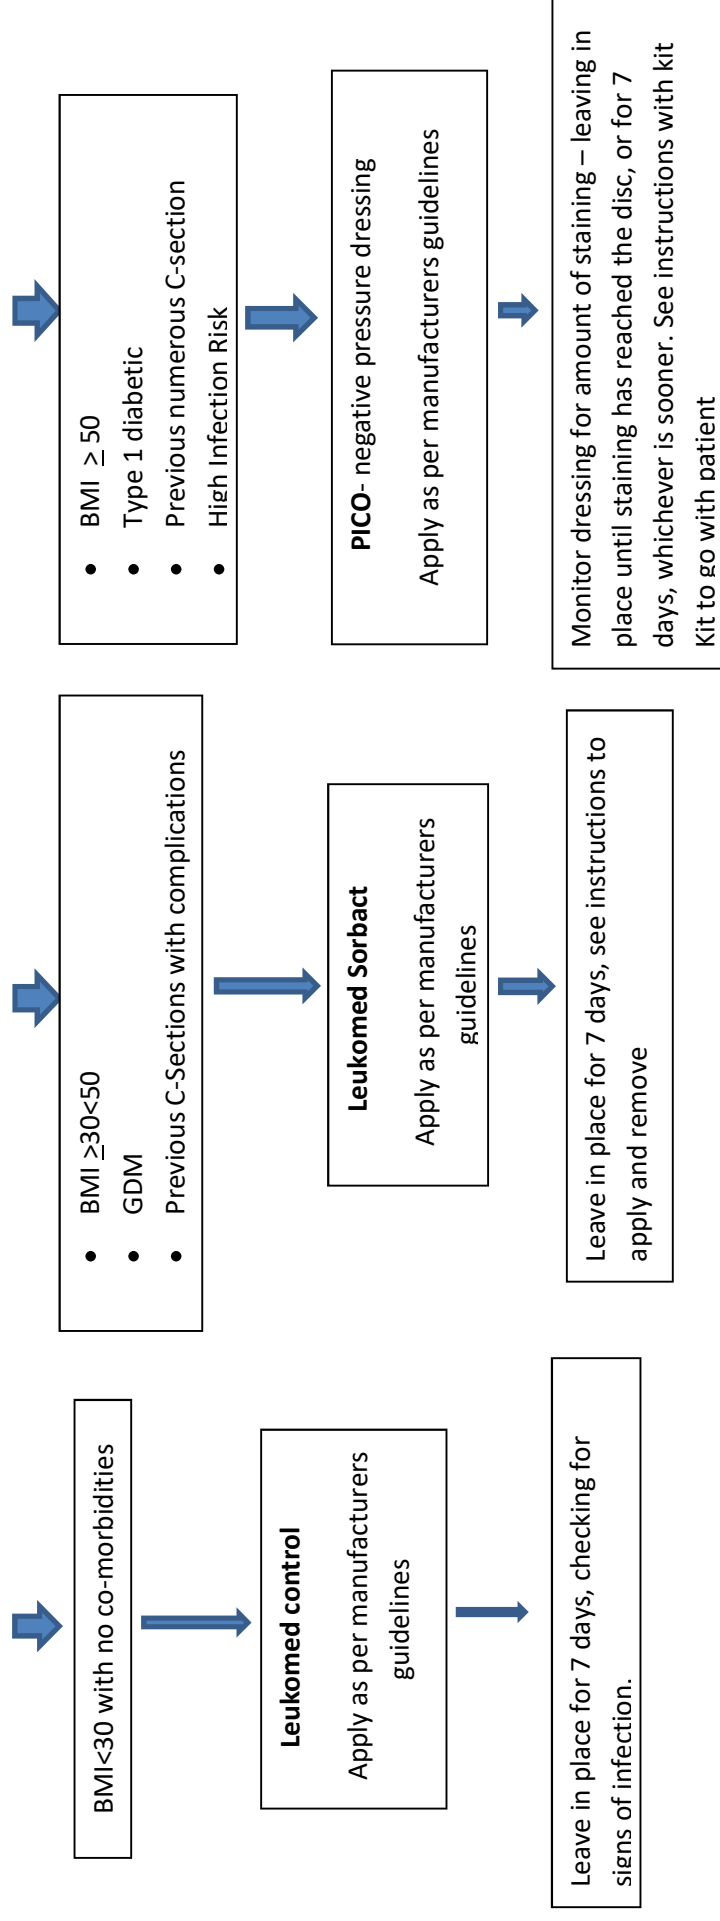 BMI<30 with no co-morbidities
Leukomed control
Apply as per manufacturers
guidelines
Leave in place for 7 days, checking for
signs of infection.
• BMI ≥30<50
• GDM
• Previous C-Sections with complications
Leukomed Sorbact
Apply as per manufacturers
guidelines
Leave in place for 7 days, see instructions to
apply and remove
• BMI ≥ 50
• Type 1 diabetic
• Previous numerous C-section
• High Infection Risk
PICO- negative pressure dressing
Apply as per manufacturers guidelines
Monitor dressing for amount of staining – leaving in
place until staining has reached the disc, or for 7
days, whichever is sooner. See instructions with kit
Kit to go with patient